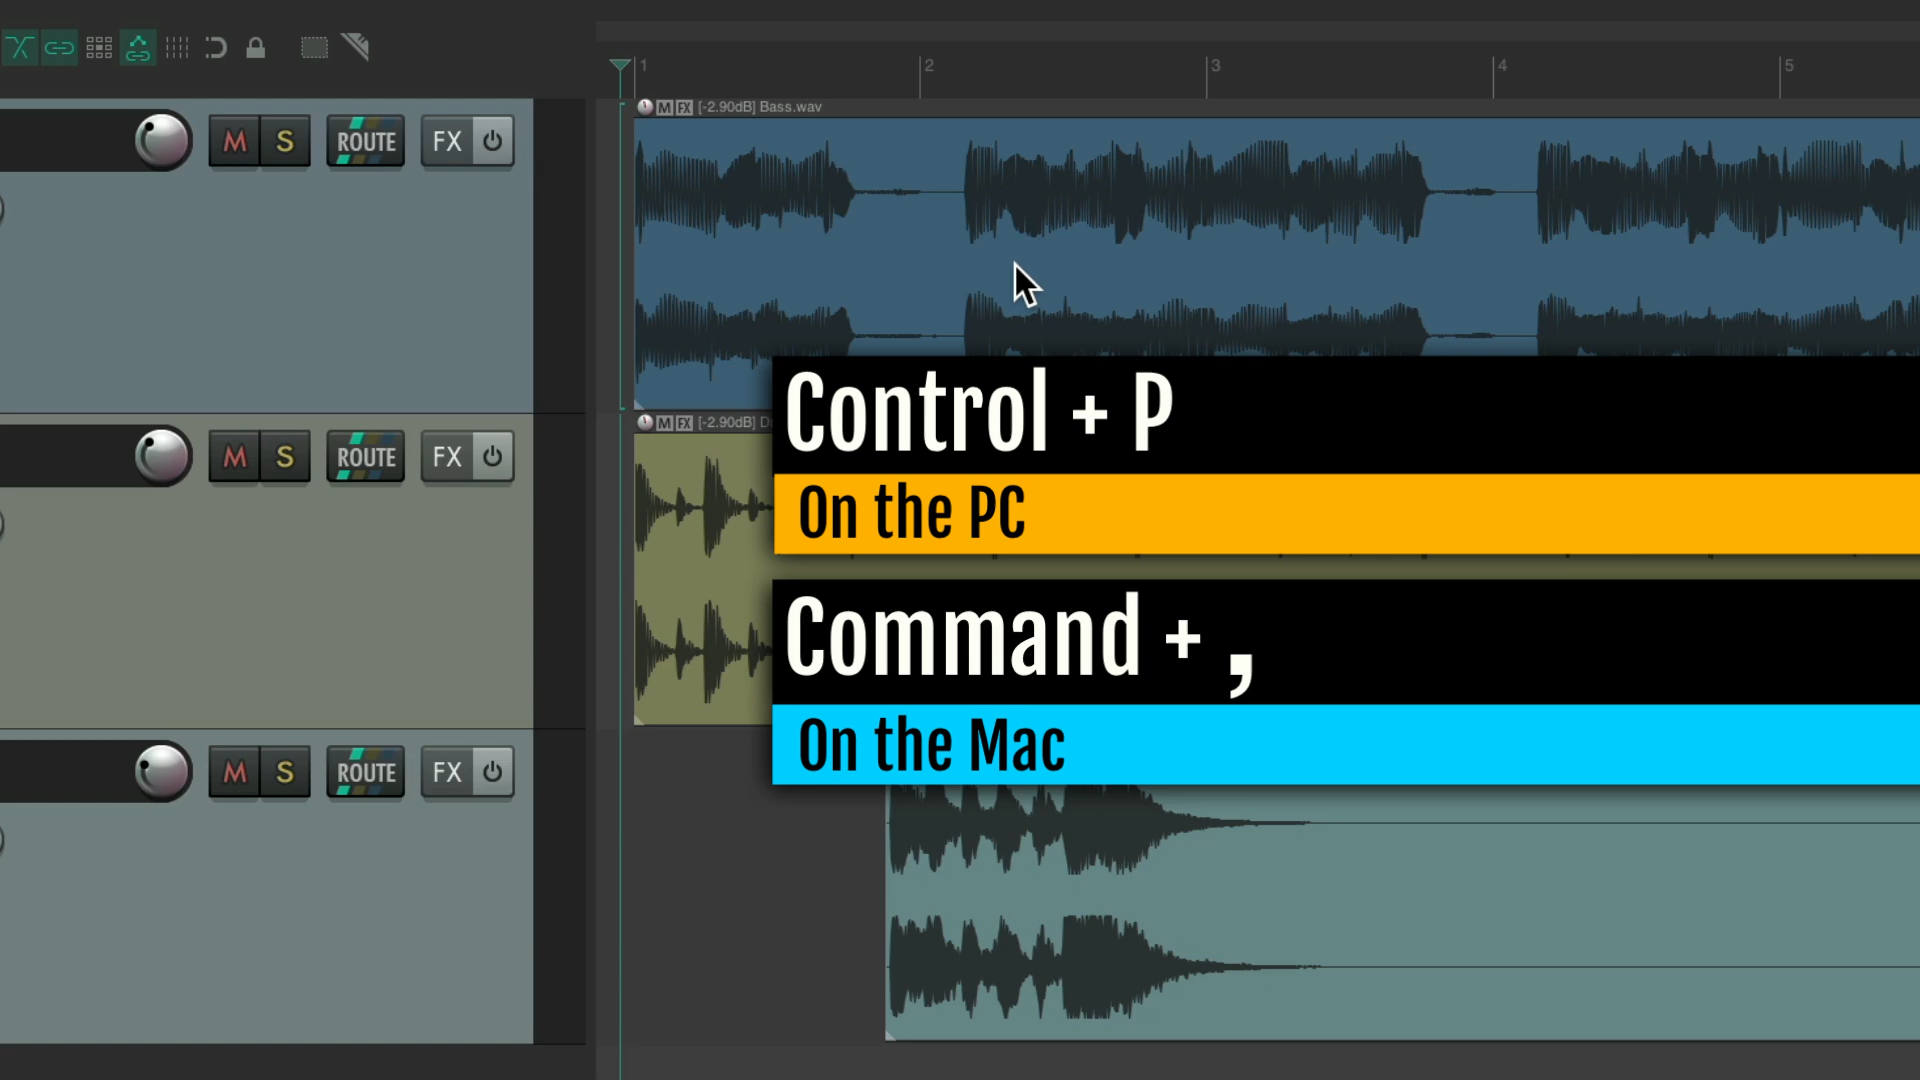 1 2 3 4 5
M FX [-2.90dB] Bass.wav
M S ROUTE FX
M FX [-2.90dB]
Control + P
M S ROUTE FX
On the PC
Command + ,
On the Mac
M S ROUTE FX